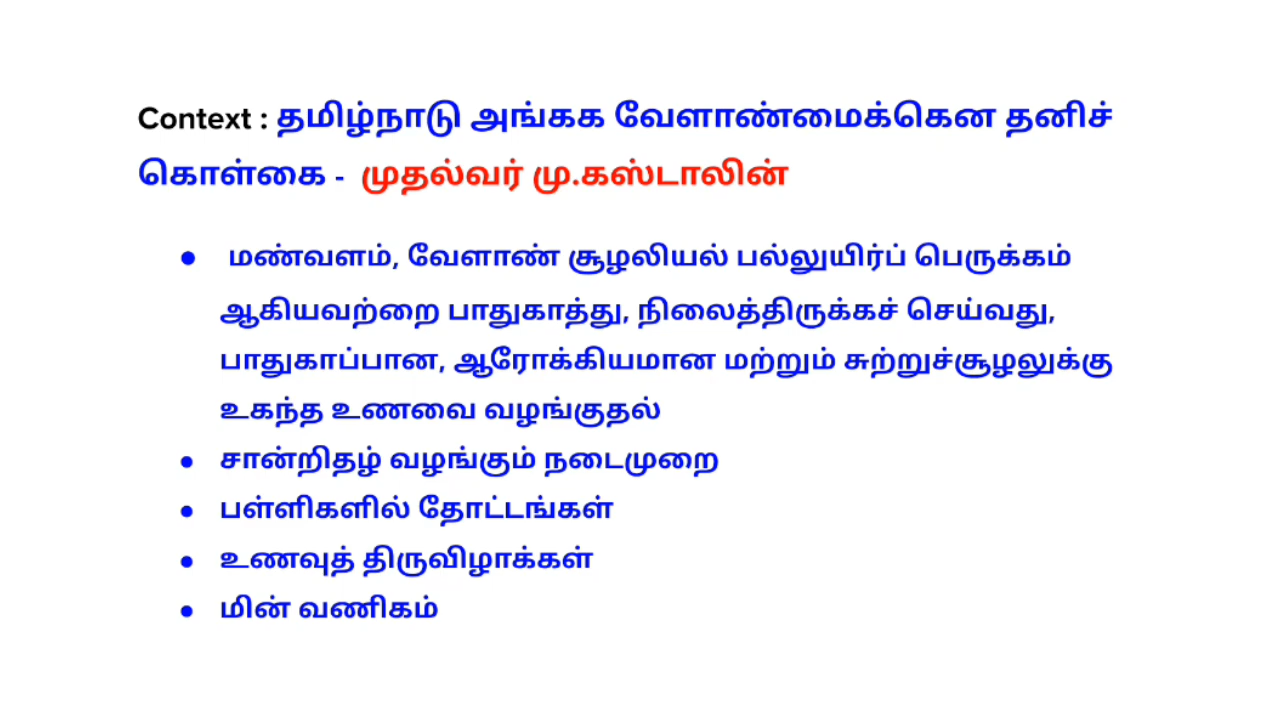 Context : தமிழ்நாடு அங்கக வேளாண்மைக்கென தனிச்
கொள்கை - முதல்வர் மு.கஸ்டாலின்
● மண்வளம், வேளாண் சூழலியல் பல்லுயிர்ப் பெருக்கம்
ஆகியவற்றை பாதுகாத்து, நிலைத்திருக்கச் செய்வது,
பாதுகாப்பான, ஆரோக்கியமான மற்றும் சுற்றுச்சூழலுக்கு
உகந்த உணவை வழங்குதல்
● சான்றிதழ் வழங்கும் நடைமுறை
● பள்ளிகளில் தோட்டங்கள்
● உணவுத் திருவிழாக்கள்
● மின் வணிகம்